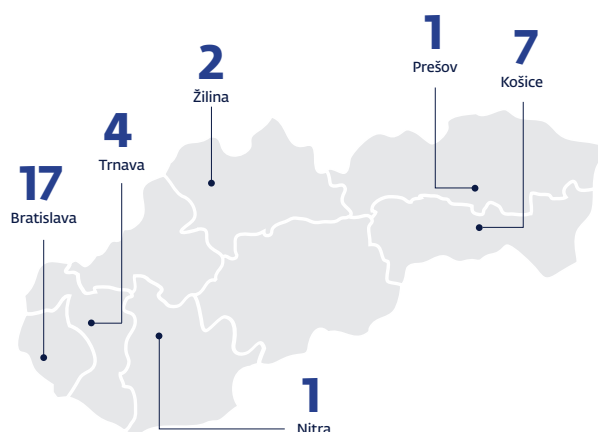 1
Prešov
7
Košice
2
Žilina
4
Trnava
17
Bratislava
1
Nitra